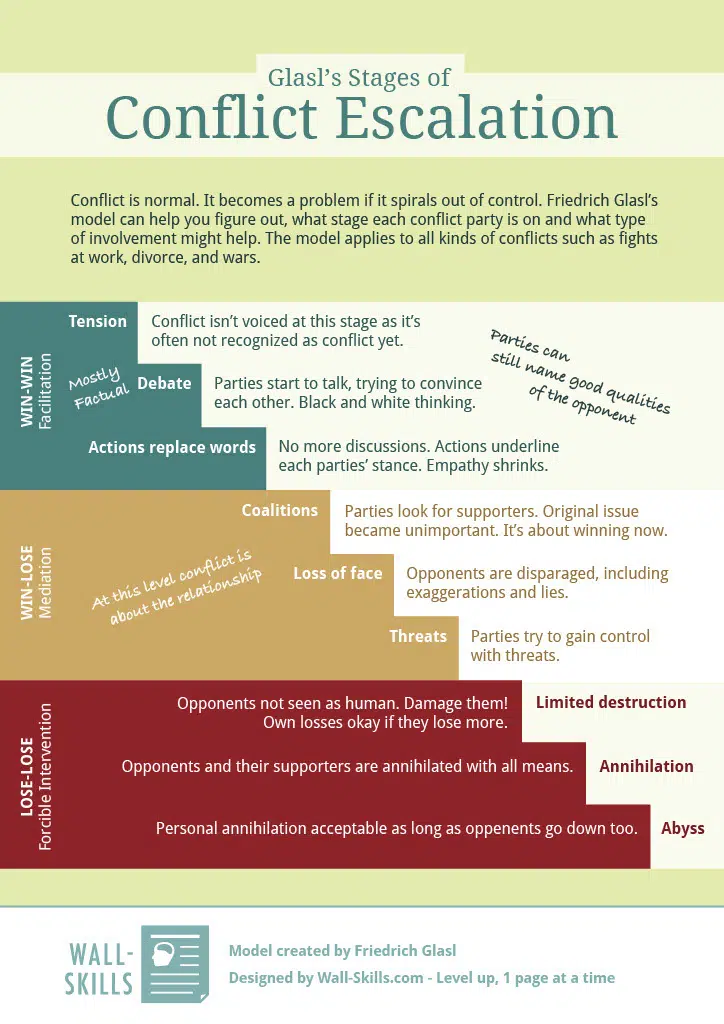 Glasl’s Stages of
Conflict Escalation
Conflict is normal. It becomes a problem if it spirals out of control. Friedrich Glasl’s
model can help you figure out, what stage each conflict party is on and what type
of involvement might help. The model applies to all kinds of conflicts such as fights
at work, divorce, and wars.
WIN-WIN
Facilitation
Tension
Conflict isn’t voiced at this stage as it’s
often not recognized as conflict yet.
Parties can
still name good qualities
of the opponent
Mostly
Factual
Debate
Parties start to talk, trying to convince
each other. Black and white thinking.
Actions replace words
No more discussions. Actions underline
each parties’ stance. Empathy shrinks.
WIN-LOSE
Mediation
Coalitions
Parties look for supporters. Original issue
became unimportant. It’s about winning now.
At this level conflict is
about the relationship
Loss of face
Opponents are disparaged, including
exaggerations and lies.
Threats
Parties try to gain control
with threats.
LOSE-LOSE
Forcible Intervention
Opponents not seen as human. Damage them!
Own losses okay if they lose more.
Limited destruction
Opponents and their supporters are annihilated with all means.
Annihilation
Personal annihilation acceptable as long as oppenents go down too.
Abyss
WALL-
SKILLS
Model created by Friedrich Glasl
Designed by Wall-Skills.com - Level up, 1 page at a time